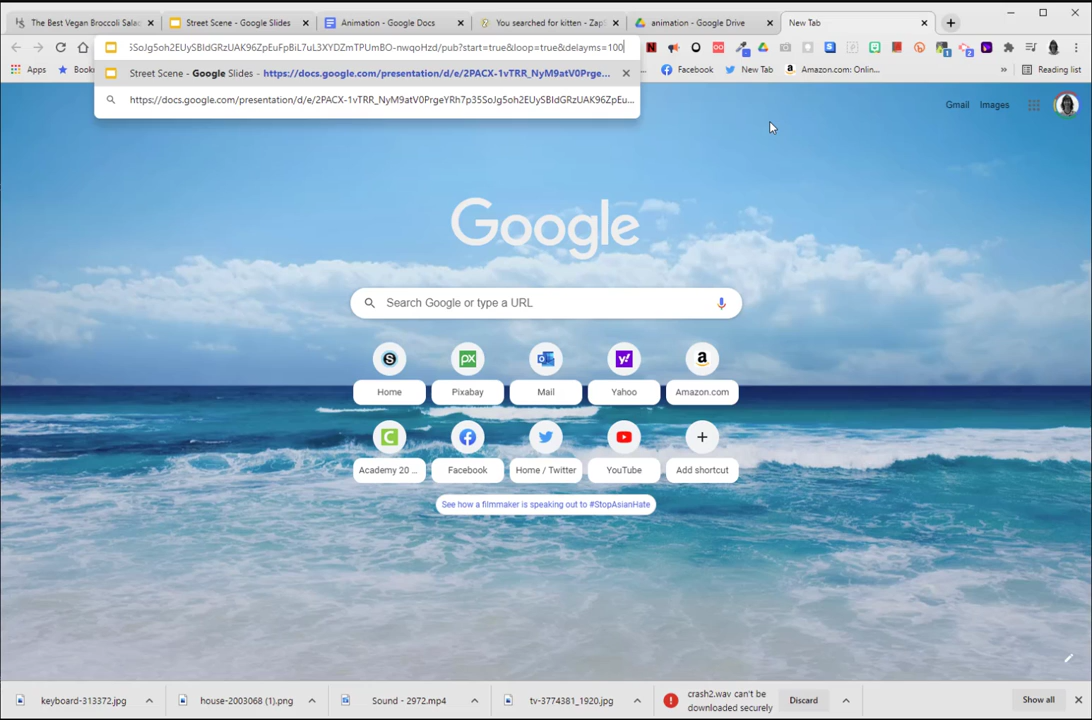 The Best Vegan Broccoli Salad
Street Scene - Google Slides
Animation - Google Docs
You searched for kitten - ZapS
animation - Google Drive
New Tab
iSoJg5oh2EUySBIdGRzUAK96ZpEuFpBiL7uL3XYDZmTPUmBO-nwqoHzd/pub?start=true&loop=true&delayms=100
Street Scene - Google Slides - https://docs.google.com/presentation/d/e/2PACX-1vTRR_NyM9atV0Prge...
https://docs.google.com/presentation/d/e/2PACX-1vTRR_NyM9atV0PrgeYRh7p35SoJg5oh2EUySBIdGRzUAK96ZpEu...
Apps
Book
Facebook
New Tab
Amazon.com: Onlin...
»
Reading list
Gmail
Images
Google
Search Google or type a URL
Home
Pixabay
Mail
Yahoo
Amazon.com
Academy 20 ...
Facebook
Home / Twitter
YouTube
Add shortcut
See how a filmmaker is speaking out to #StopAsianHate
keyboard-313372.jpg
house-2003068 (1).png
Sound - 2972.mp4
tv-3774381_1920.jpg
crash2.wav can't be
downloaded securely
Discard
Show all